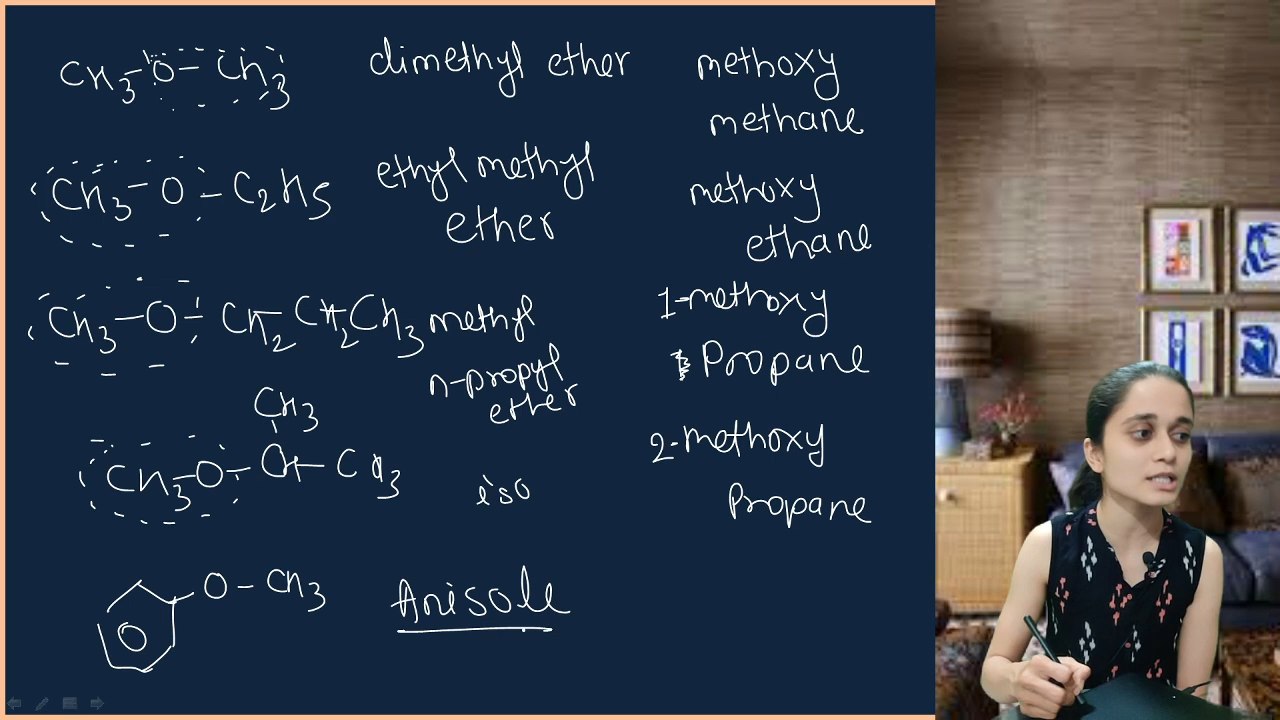 CH3-O-CH3 dimethyl ether methoxy
methane
CH3-O-C2H5 ethyl methyl methoxy
ether ethane
CH3-O-CH2CH2CH3 methyl 1-methoxy
n-propyl Propane
ether
CH3
CH3-O-CH-CH3 iso 2-methoxy
Propane
O-CH3 Anisole